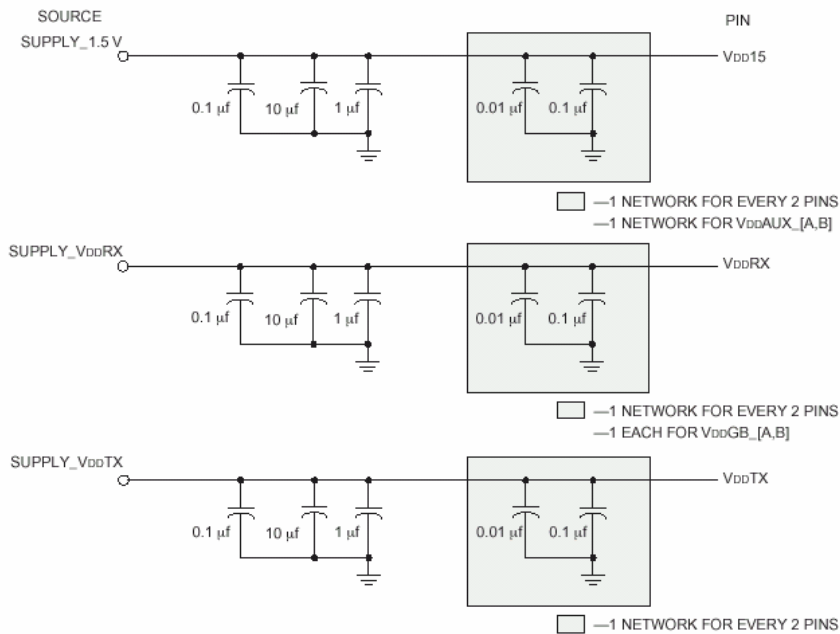 SOURCE
PIN
SUPPLY_1.5 V
VDD15
0.1 μf
10 μf
1 μf
0.01 μf
0.1 μf
—1 NETWORK FOR EVERY 2 PINS
—1 NETWORK FOR VDDAUX_[A,B]
SUPPLY_VDDRX
VDDRX
0.1 μf
10 μf
1 μf
0.01 μf
0.1 μf
—1 NETWORK FOR EVERY 2 PINS
—1 EACH FOR VDDGB_[A,B]
SUPPLY_VDDTX
VDDTX
0.1 μf
10 μf
1 μf
0.01 μf
0.1 μf
—1 NETWORK FOR EVERY 2 PINS